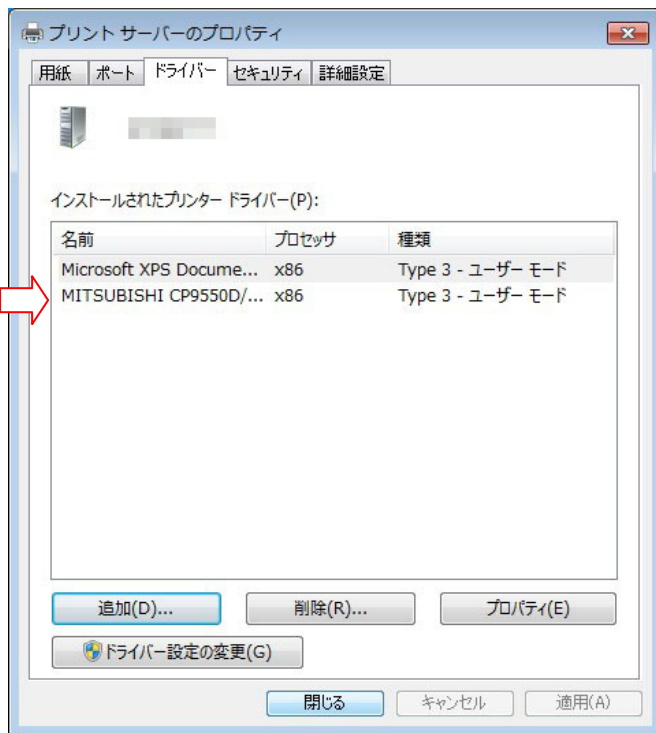 プリント サーバーのプロパティ
用紙 ポート ドライバー セキュリティ 詳細設定
インストールされたプリンター ドライバー(P):
名前 プロセッサ 種類
Microsoft XPS Docume... x86 Type 3 - ユーザー モード
MITSUBISHI CP9550D/... x86 Type 3 - ユーザー モード
追加(D)... 削除(R)... プロパティ(E)
ドライバー設定の変更(G)
閉じる キャンセル 適用(A)